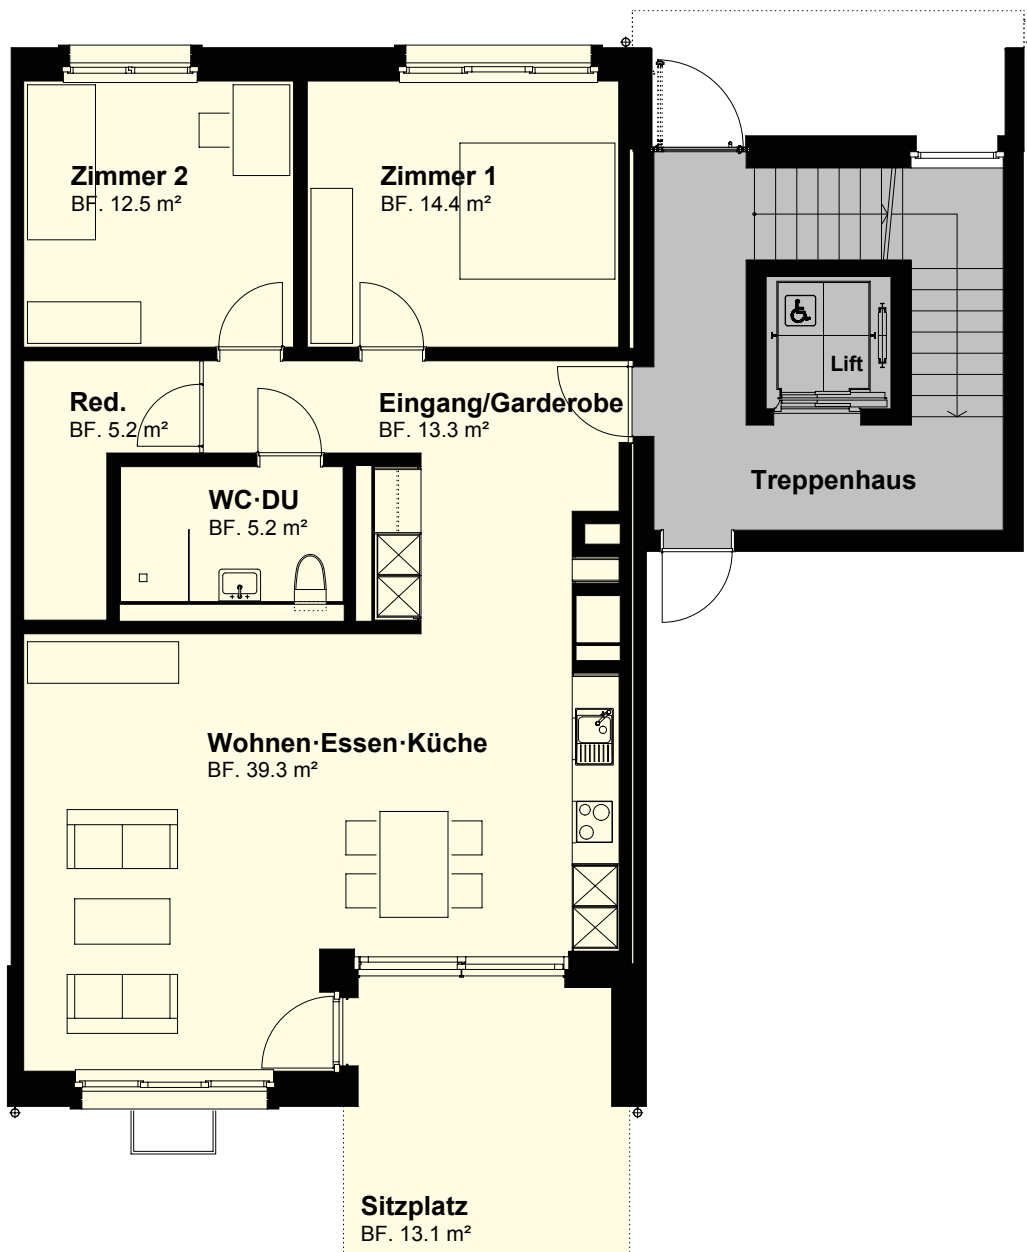 Zimmer 2
BF. 12.5 m²
Zimmer 1
BF. 14.4 m²
Lift
Red.
BF. 5.2 m²
Eingang/Garderobe
BF. 13.3 m²
Treppenhaus
WC·DU
BF. 5.2 m²
Wohnen·Essen·Küche
BF. 39.3 m²
Sitzplatz
BF. 13.1 m²